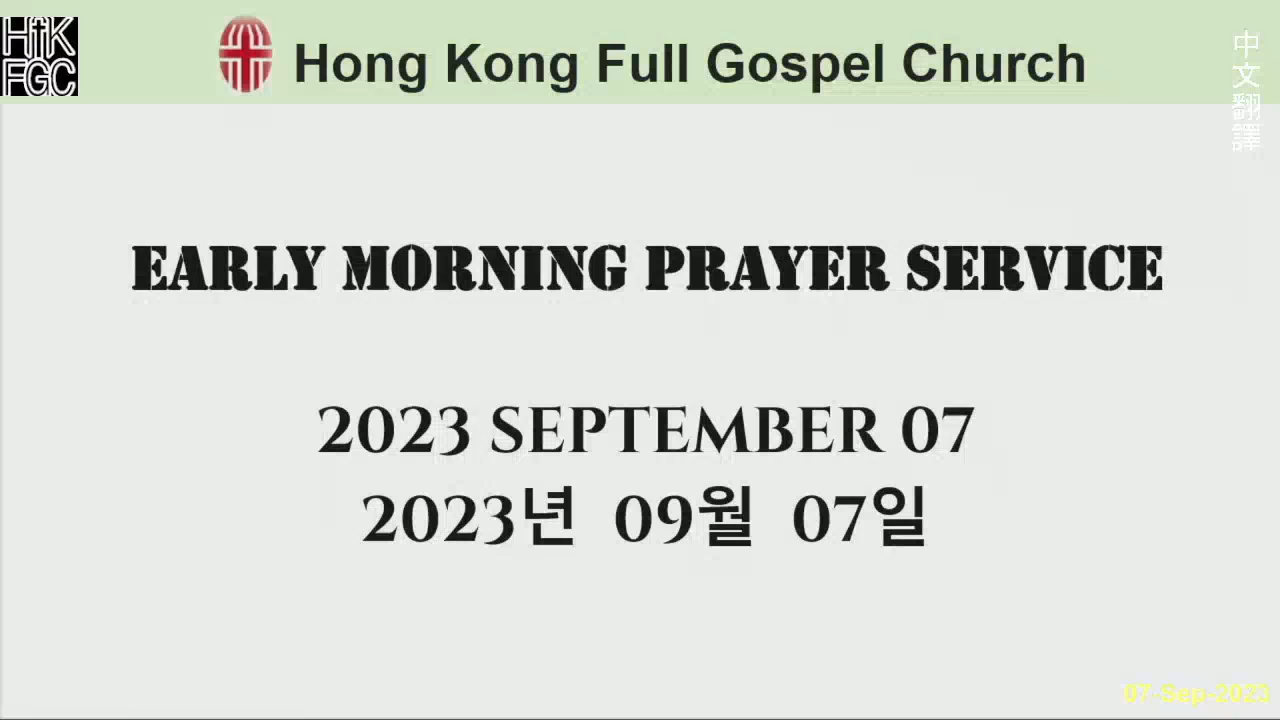 HK
FGC
Hong Kong Full Gospel Church
中文翻譯
EARLY MORNING PRAYER SERVICE
2023 SEPTEMBER 07
2023년 09월 07일
07-Sep-2023